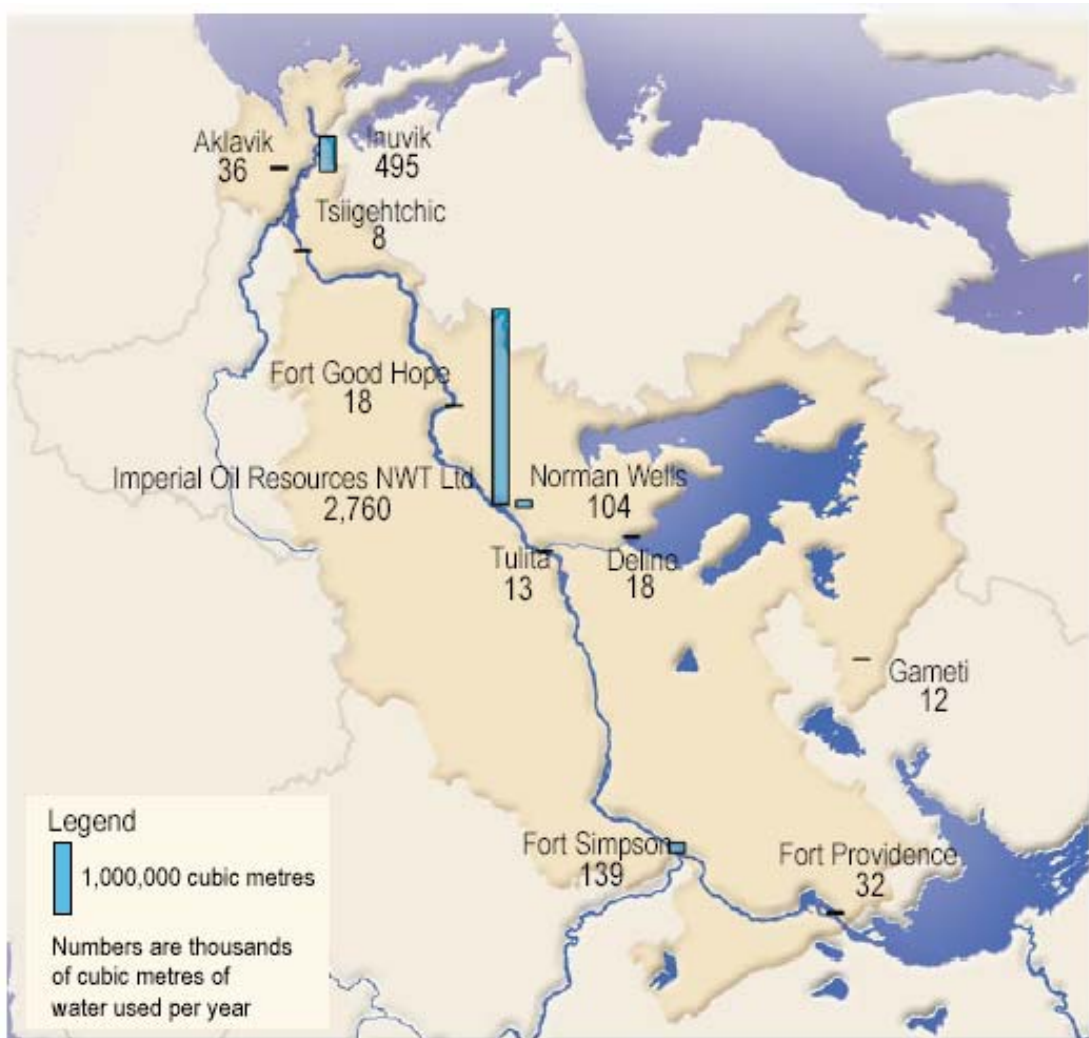 Aklavik
36
Inuvik
495
Tsiigehtchic
8
Fort Good Hope
18
Imperial Oil Resources NWT Ltd.
2,760
Norman Wells
104
Tulita
13
Deline
18
Gameti
12
Fort Simpson
139
Fort Providence
32
Legend
1,000,000 cubic metres
Numbers are thousands
of cubic metres of
water used per year